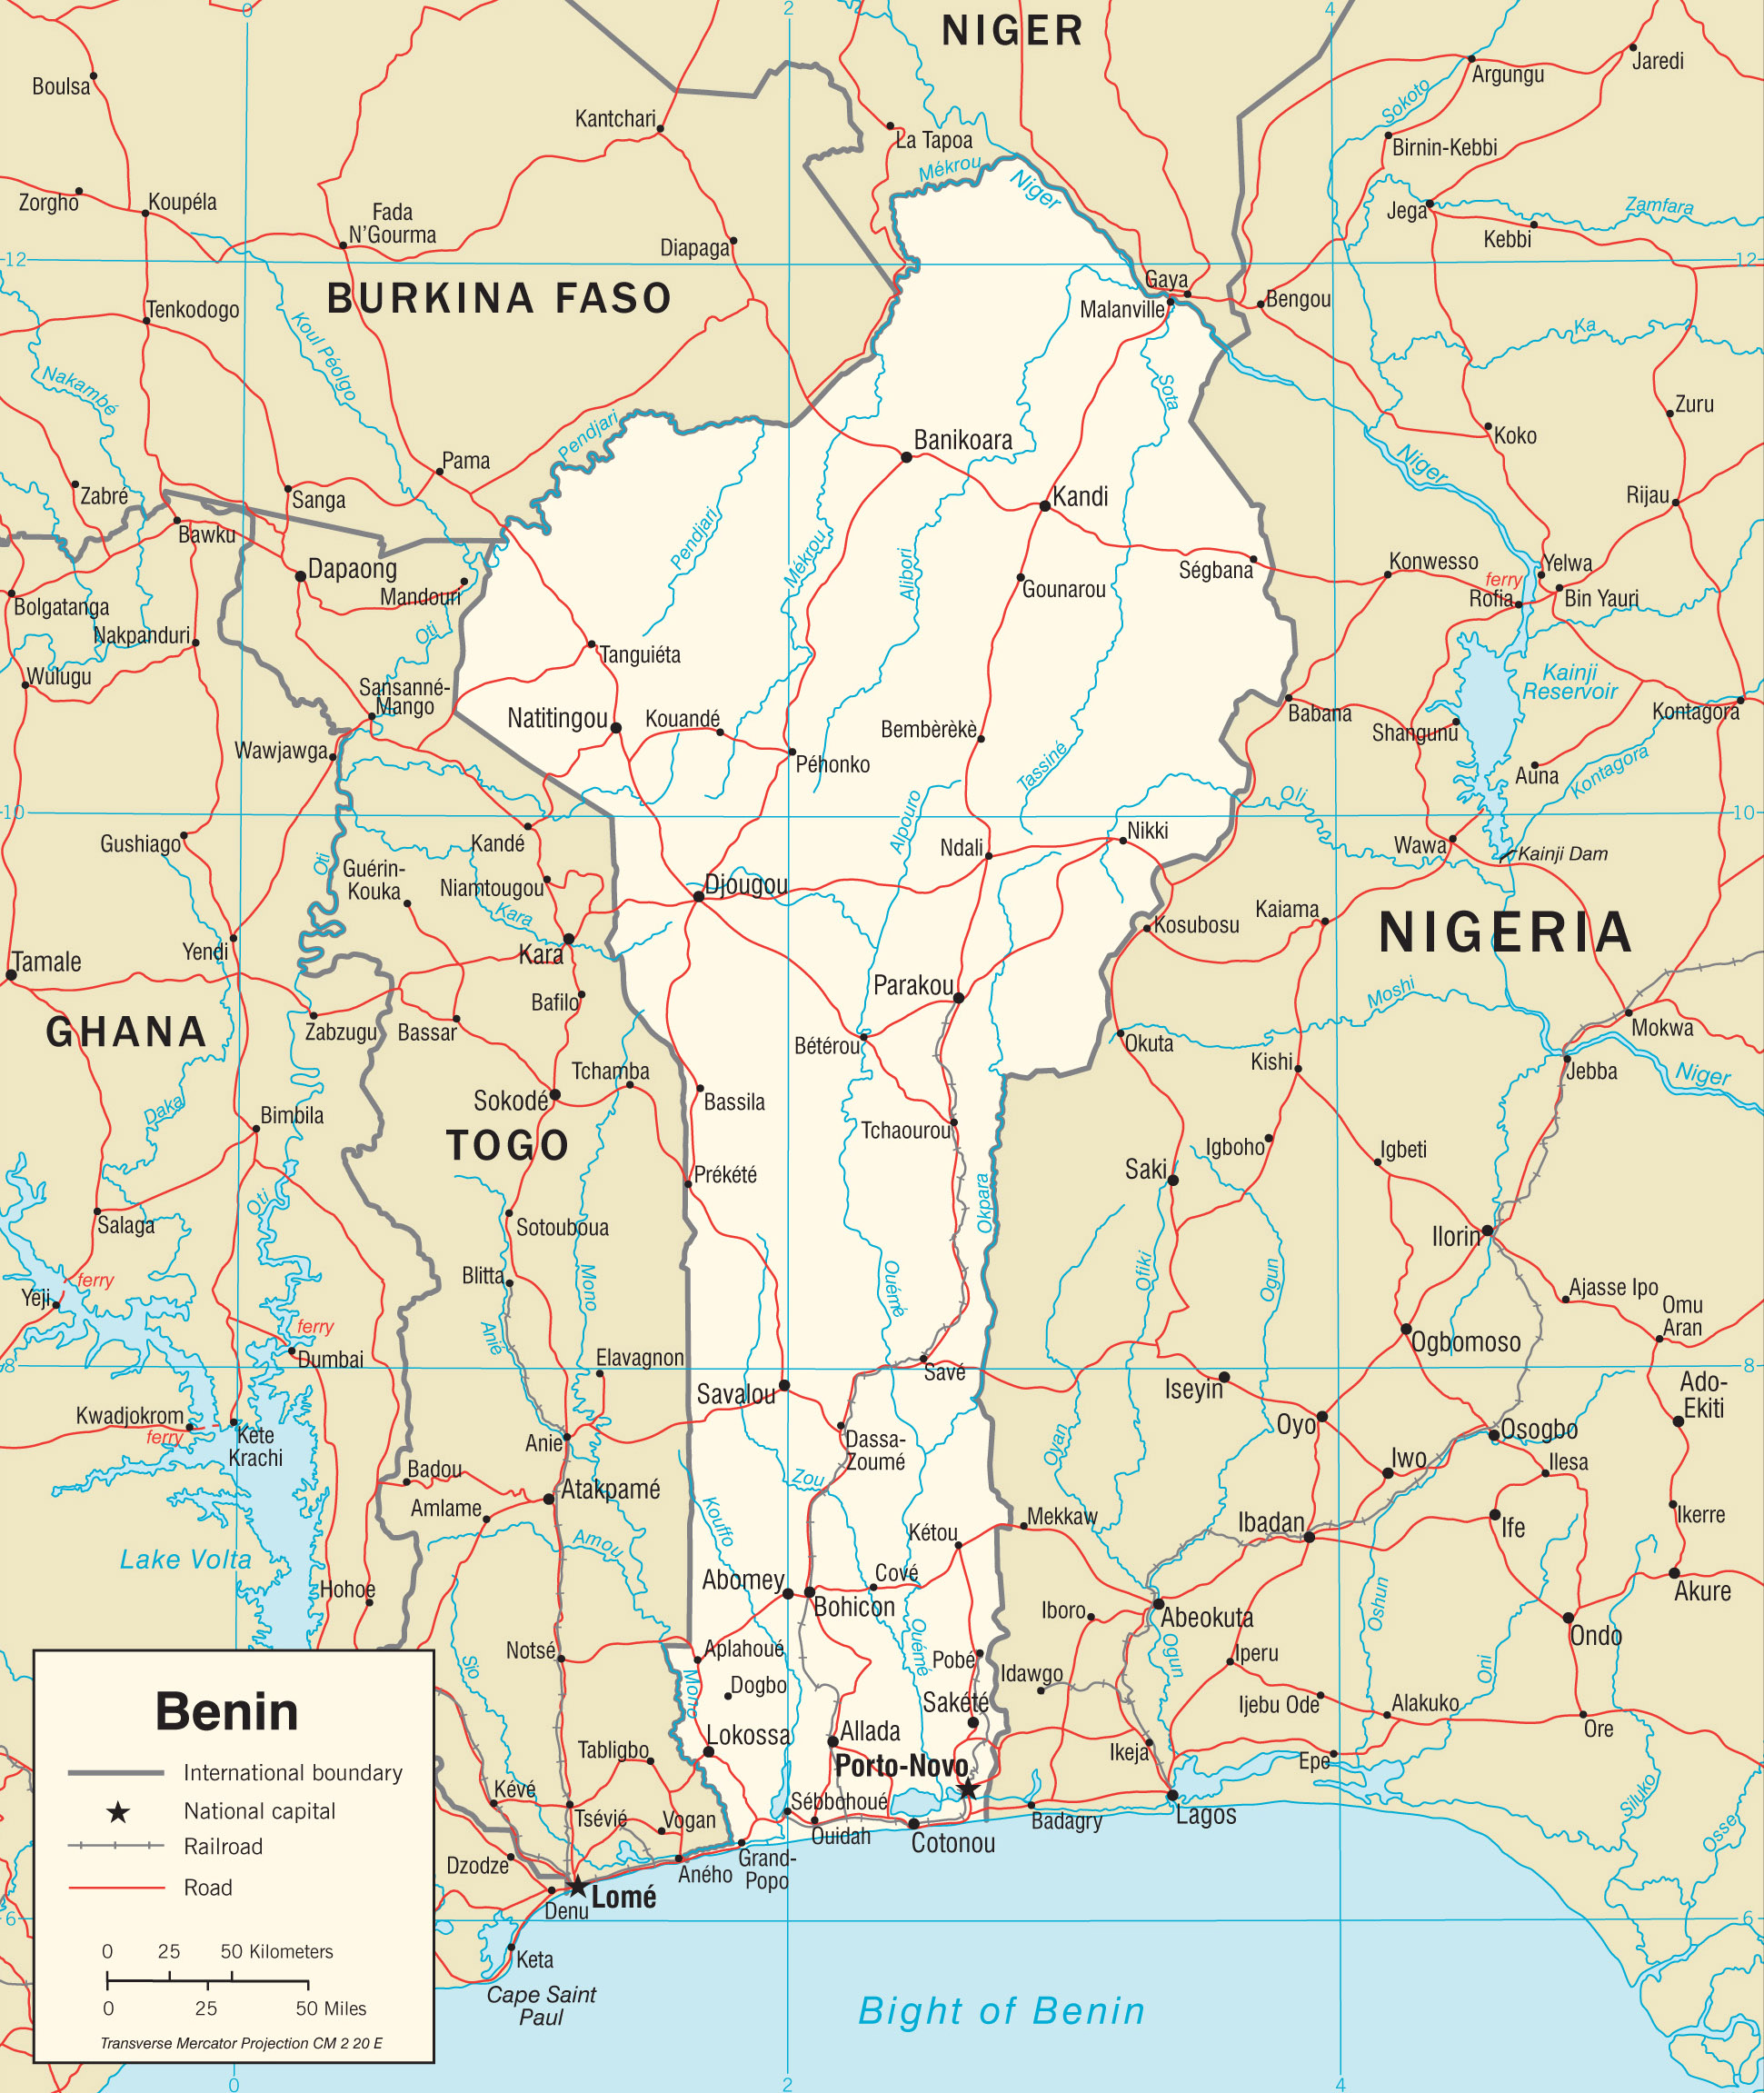 0
2
4
NIGER
Boulsa
Kantchari
La Tapoa
Argungu
Jaredi
Sokoto
Birnin-Kebbi
Mékrou
Niger
Zorgho
Koupéla
Fada
N'Gourma
Diapaga
Jega
Zamfara
Kebbi
12
12
Gaya
Malanville
Bengou
BURKINA FASO
Tenkodogo
Koul Péolgo
Nakambé
Ka
Sota
Zuru
Koko
Pendjari
Banikoara
Niger
Pama
Zabré
Sanga
Kandi
Rijau
Bawku
Pendjari
Mékrou
Alibori
Dapaong
Mandouri
Ségbana
Konwesso
Yelwa
ferry
Rofia
Bin Yauri
Bolgatanga
Gounarou
Nakpanduri
Oti
Tanguiéta
Wulugu
Sansanné-
Mango
Kainji
Reservoir
Natitingou
Kouandé
Bembèrèkè
Babana
Shangunu
Kontagora
Wawjawga
Péhonko
Tassiné
Auna
Kontagora
10
10
Oli
Gushiago
Kandé
Alpouro
Ndali
Nikki
Wawa
Kainji Dam
Oti
Guérin-
Kouka
Niamtougou
Djougou
Kara
Kosubosu
Kaiama
NIGERIA
Yendi
Kara
Tamale
Parakou
Bafilo
Moshi
GHANA
Zabzugu
Bassar
Bétérou
Okuta
Mokwa
Kishi
Jebba
Niger
Tchamba
Sokodé
Bassila
Daka
Bimbila
TOGO
Tchaourou
Igboho
Igbeti
Prékété
Saki
Okpara
Oti
Salaga
Sotouboua
Ilorin
Blitta
Mono
Ouémé
Ofiki
Ogun
ferry
Yeji
Ajasse Ipo
Omu
Aran
ferry
Anié
Dumbai
Ogbomoso
Elavagnon
8
8
Savé
Savalou
Iseyin
Ado-
Ekiti
Kwadjokrom
ferry
Kete
Krachi
Anie
Dassa-
Zoumé
Oyan
Oyo
Osogbo
Iwo
Ilesa
Badou
Zou
Atakpamé
Amlame
Kouffo
Kétou
Mekkaw
Ibadan
Ife
Ikerre
Amou
Lake Volta
Hohoe
Abomey
Cové
Bohicon
Iboro
Abeokuta
Oshun
Akure
Ouémé
Ondo
Notsé
Aplahoué
Pobé
Idawgo
Ogun
Iperu
Oni
Sio
Mono
Dogbo
Sakété
Ijebu Ode
Alakuko
Ore
Lokossa
Allada
Tabligbo
Porto-Novo
Ikeja
Epe
Kévé
Sébbohoué
Tsévié
Vogan
Ouidah
Cotonou
Badagry
Lagos
Siluko
Osse
Dzodze
Aného
Grand-
Popo
Lomé
Denu
6
6
Keta
Cape Saint
Paul
Bight of Benin
Benin
International boundary
National capital
Railroad
Road
0 25 50 Kilometers
0 25 50 Miles
Transverse Mercator Projection CM 2 20 E
0
2
4